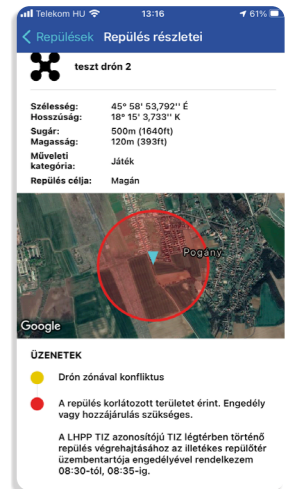 Telekom HU 13:16 61%
Repülések Repülés részletei
teszt drón 2
Szélesség: 45° 58' 53,792'' É
Hosszúság: 18° 15' 3,733'' K
Sugár: 500m (1640ft)
Magasság: 120m (393ft)
Műveleti
kategória: Játék
Repülés célja: Magán
Pogány
Google
ÜZENETEK
Drón zónával konfliktus
A repülés korlátozott területet érint. Engedély
vagy hozzájárulás szükséges.
A LHPP TIZ azonosítójú TIZ légtérben történő
repülés végrehajtásához az illetékes repülőtér
üzembentartója engedélyével rendelkezem
08:30-tól, 08:35-ig.